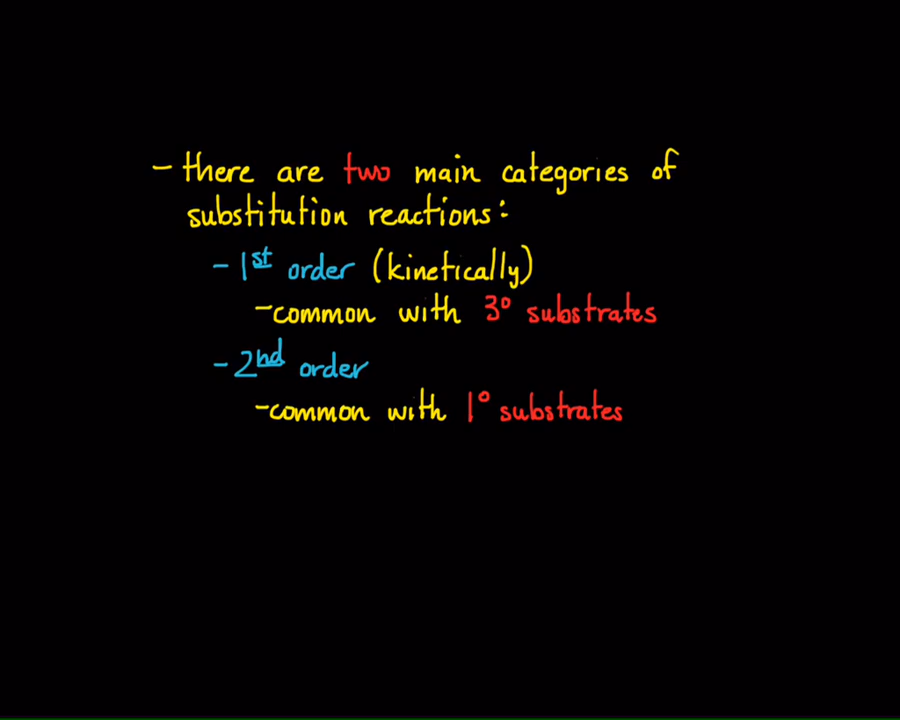 - there are two main categories of
substitution reactions:
- 1st order (kinetically)
- common with 3° substrates
- 2nd order
- common with 1° substrates